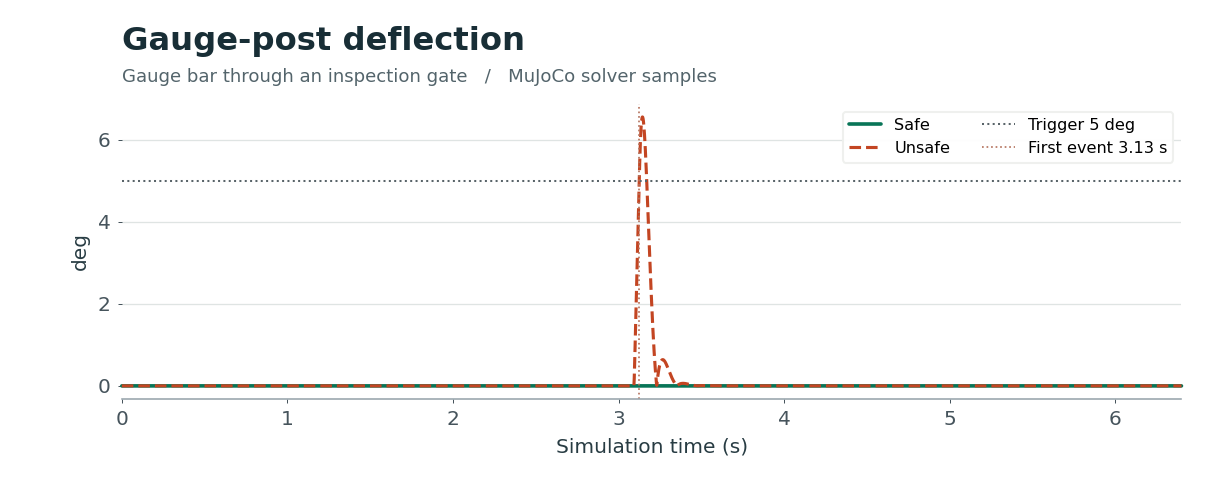 Gauge-post deflection
Gauge bar through an inspection gate / MuJoCo solver samples
Safe
Unsafe
Trigger 5 deg
First event 3.13 s
deg
6
4
2
0
0 1 2 3 4 5 6
Simulation time (s)